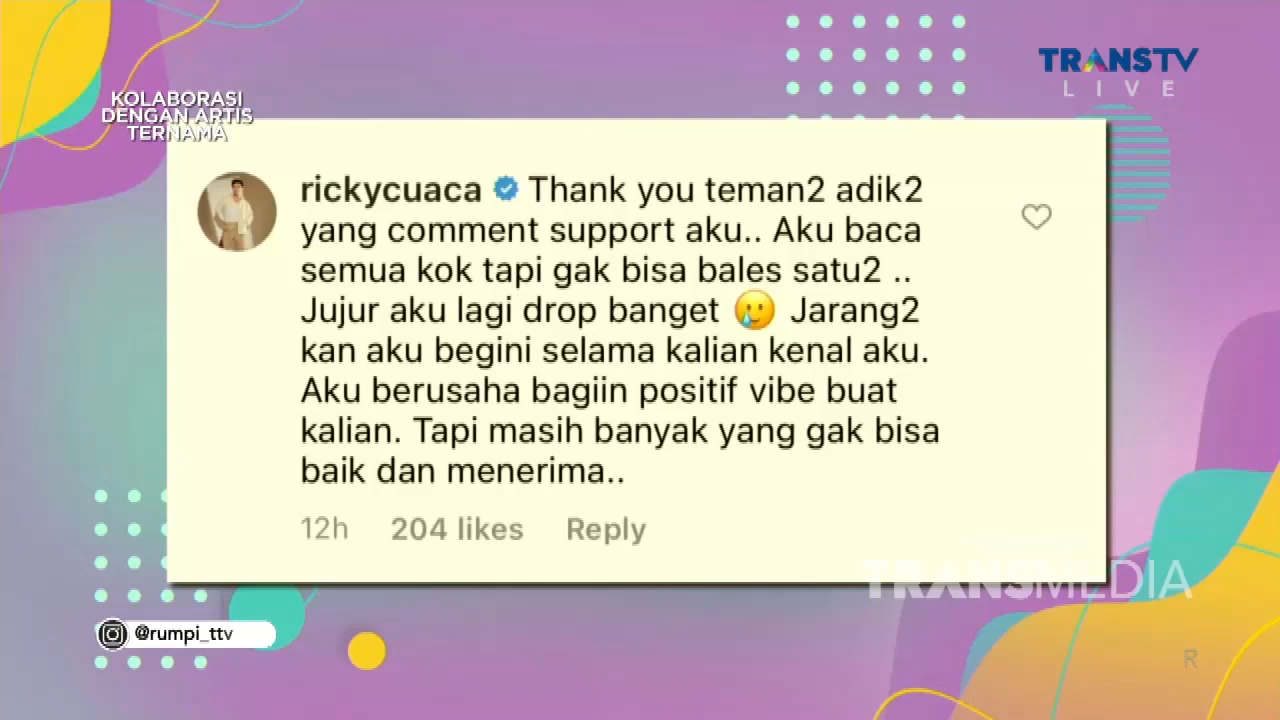 TRANSTV
LIVE
KOLABORASI
DENGAN ARTIS
TERNAMA
rickycuaca Thank you teman2 adik2
yang comment support aku.. Aku baca
semua kok tapi gak bisa bales satu2 ..
Jujur aku lagi drop banget 🥲 Jarang2
kan aku begini selama kalian kenal aku.
Aku berusaha bagiin positif vibe buat
kalian. Tapi masih banyak yang gak bisa
baik dan menerima..
12h 204 likes Reply
TRANSMEDIA
@rumpi_ttv
R